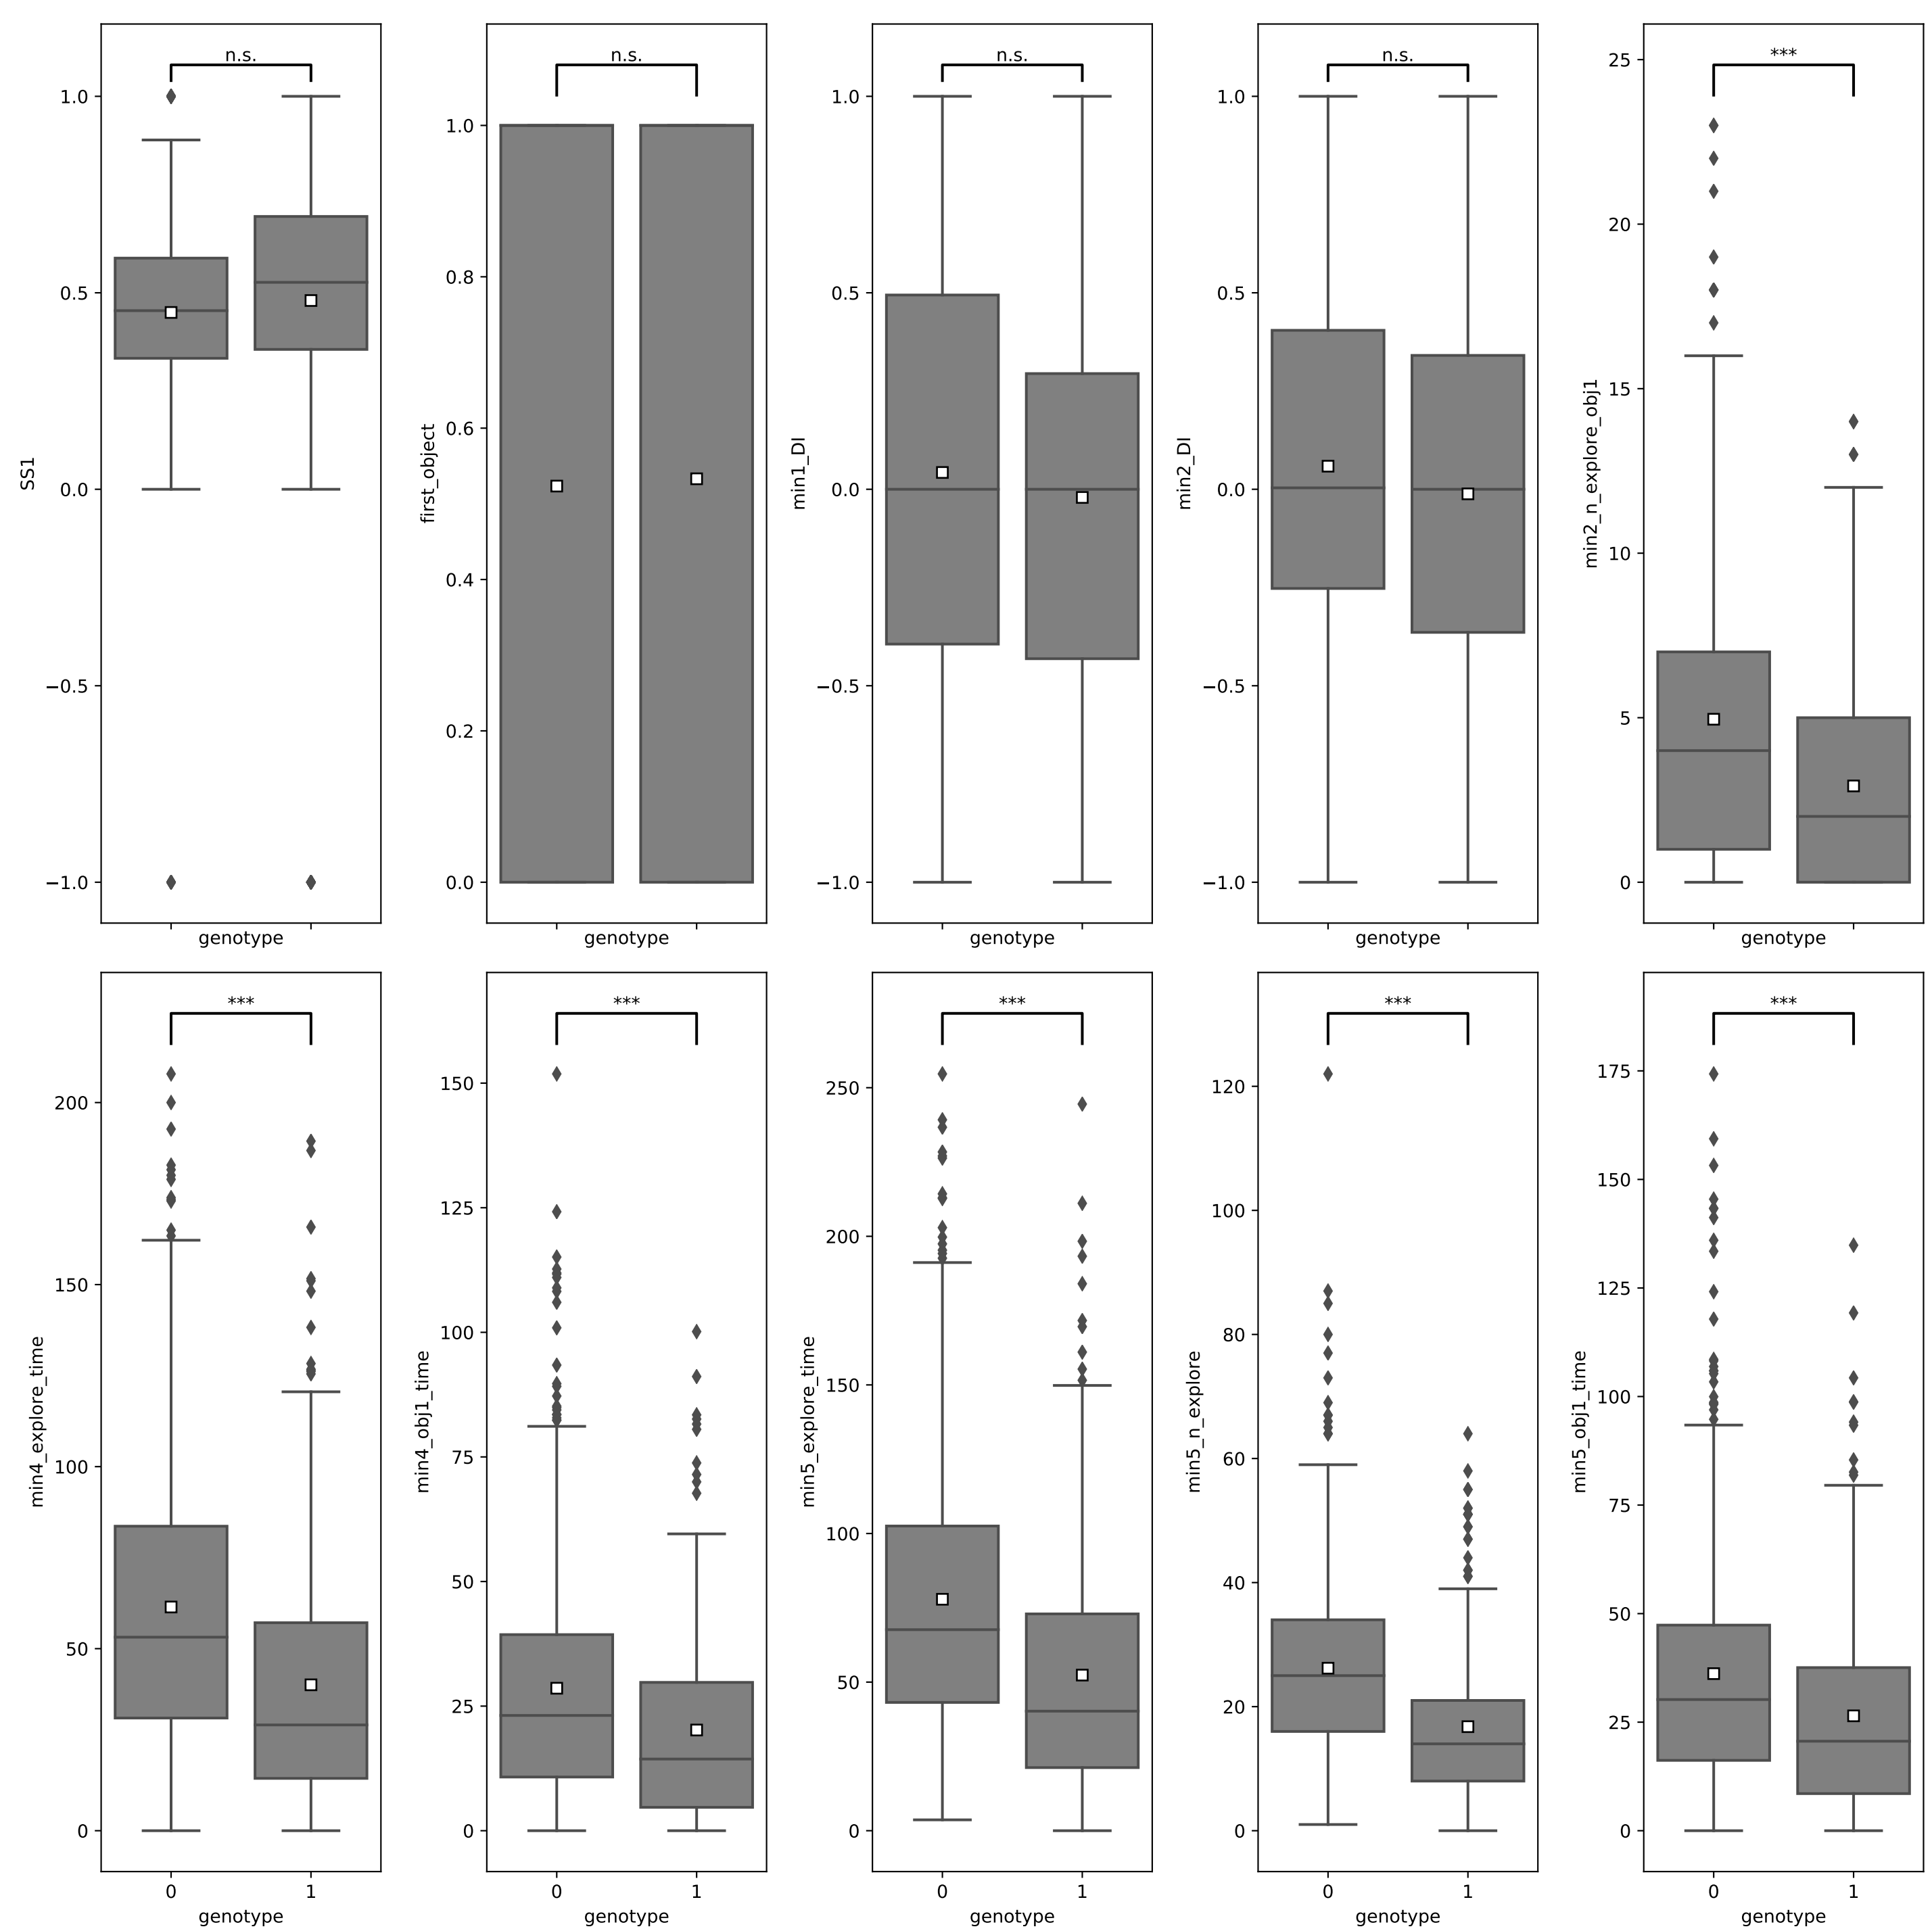 n.s.
SS1
1.0
0.5
0.0
−0.5
−1.0
genotype
n.s.
first_object
1.0
0.8
0.6
0.4
0.2
0.0
genotype
n.s.
min1_DI
1.0
0.5
0.0
−0.5
−1.0
genotype
n.s.
min2_DI
1.0
0.5
0.0
−0.5
−1.0
genotype
***
min2_n_explore_obj1
25
20
15
10
5
0
genotype
***
min4_explore_time
200
150
100
50
0
0 1
genotype
***
min4_obj1_time
150
125
100
75
50
25
0
0 1
genotype
***
min5_explore_time
250
200
150
100
50
0
0 1
genotype
***
min5_n_explore
120
100
80
60
40
20
0
0 1
genotype
***
min5_obj1_time
175
150
125
100
75
50
25
0
0 1
genotype